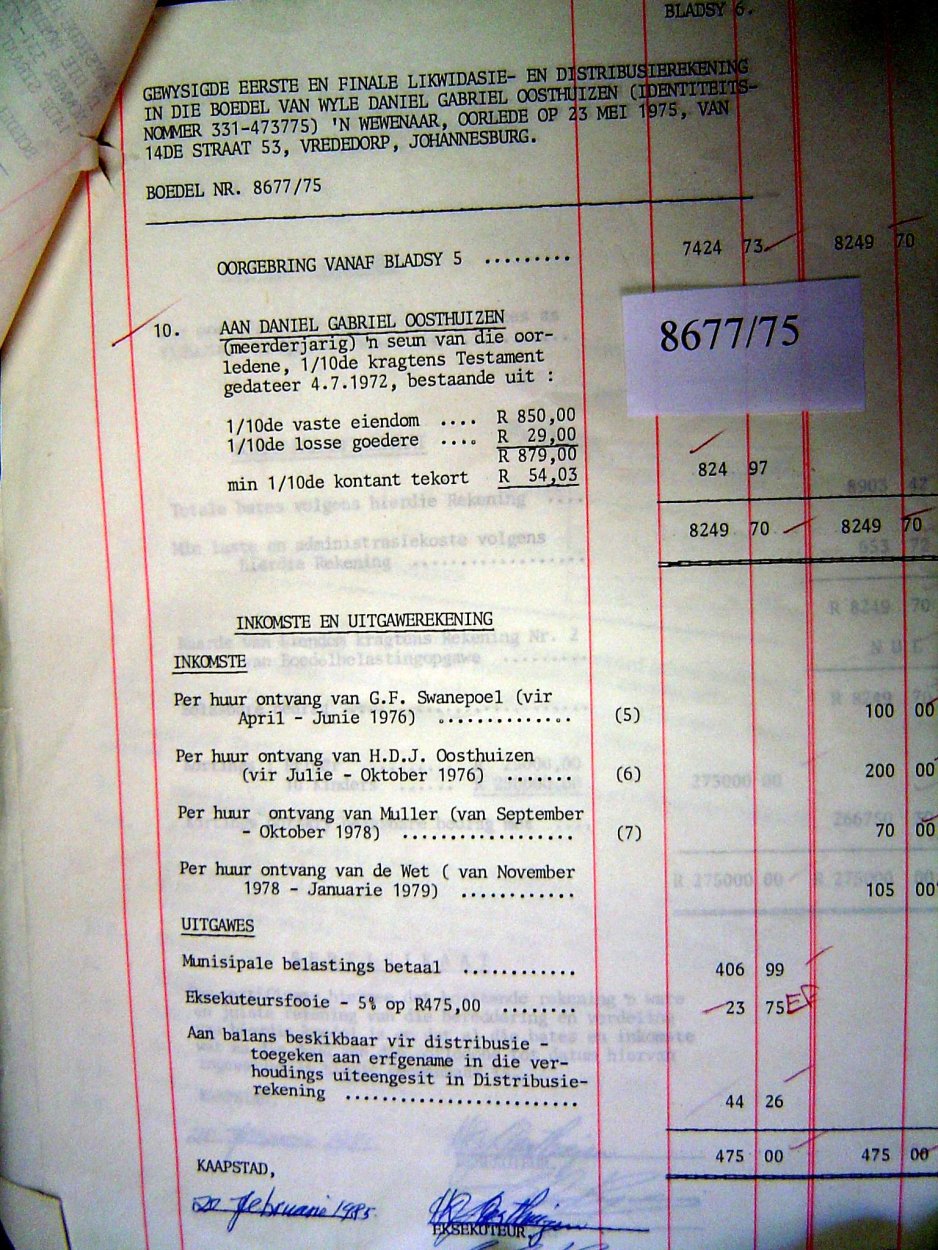 BLADSY 6.
GEWYSIGDE EERSTE EN FINALE LIKWIDASIE- EN DISTRIBUSIEREKENING
IN DIE BOEDEL VAN WYLE DANIEL GABRIEL OOSTHUIZEN (IDENTITEITS-
NOMMER 331-473775) 'N WEWENAAR, OORLEDE OP 23 MEI 1975, VAN
14DE STRAAT 53, VREDEDORP, JOHANNESBURG.
BOEDEL NR. 8677/75
OORGEBRING VANAF BLADSY 5 ......... 7424 73 8249 70
8677/75
10. AAN DANIEL GABRIEL OOSTHUIZEN
(meerderjarig) 'n seun van die oor-
ledene, 1/10de kragtens Testament
gedateer 4.7.1972, bestaande uit :
1/10de vaste eiendom .... R 850,00
1/10de losse goedere .... R 29,00
R 879,00
min 1/10de kontant tekort R 54,03 824 97
8249 70 8249 70
INKOMSTE EN UITGAWEREKENING
INKOMSTE
Per huur ontvang van G.F. Swanepoel (vir
April - Junie 1976) .............. (5) 100 00
Per huur ontvang van H.D.J. Oosthuizen
(vir Julie - Oktober 1976) ....... (6) 200 00
Per huur ontvang van Muller (van September
- Oktober 1978) .................. (7) 70 00
Per huur ontvang van de Wet ( van November
1978 - Januarie 1979) ............ 105 00
UITGAWES
Munisipale belastings betaal ............ 406 99
Eksekuteursfooie - 5% op R475,00 ........ 23 75
Aan balans beskikbaar vir distribusie -
toegeken aan erfgename in die ver-
houdings uiteengesit in Distribusie-
rekening ......................... 44 26
475 00 475 00
KAAPSTAD,
20 Februarie 1985
EKSEKUTEUR.